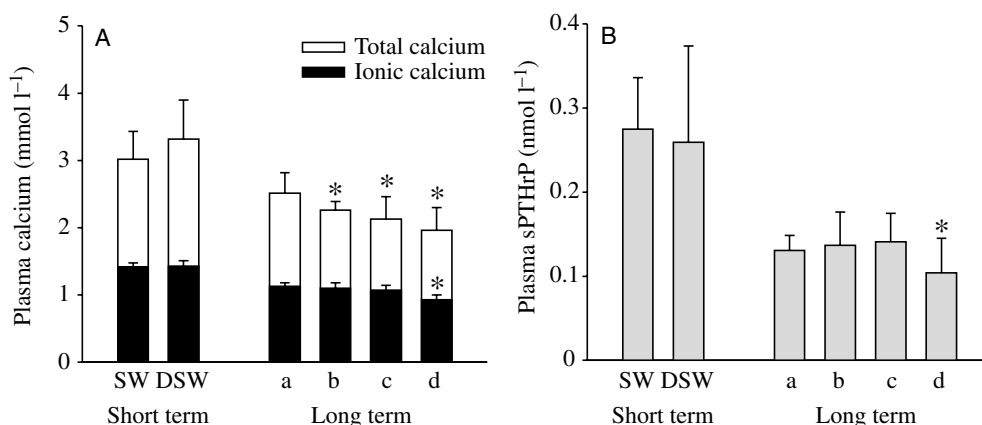 A
Total calcium
Ionic calcium
Plasma calcium (mmol l⁻¹)
5
4
3
2
1
0
*
*
*
*
SW DSW
a
b
c
d
Short term
Long term
B
Plasma sPTHrP (nmol l⁻¹)
0.4
0.3
0.2
0.1
0
*
SW DSW
a
b
c
d
Short term
Long term